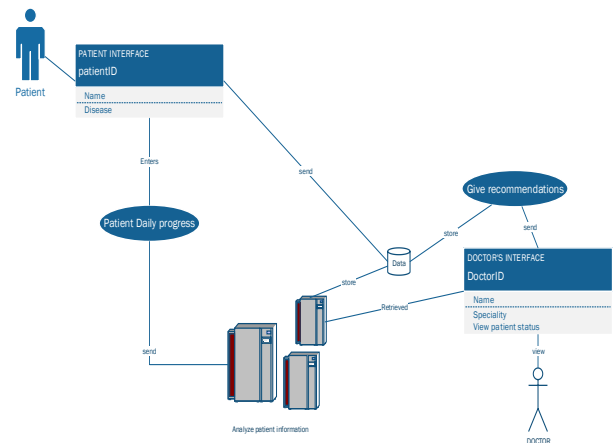 PATIENT INTERFACE
patientID
Name
Disease
Patient
Enters
send
Patient Daily progress
Give recommendations
store
send
Data
DOCTOR'S INTERFACE
DoctorID
Name
Speciality
View patient status
store
Retrieved
send
view
Analyze patient information
DOCTOR